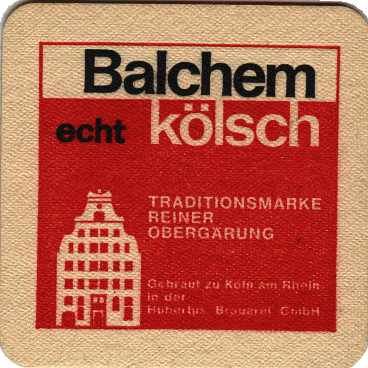 Balchem
echt kölsch
TRADITIONSMARKE
REINER
OBERGÄRUNG
Gebraut zu Köln am Rhein
in der
Hubertus Brauerei GmbH